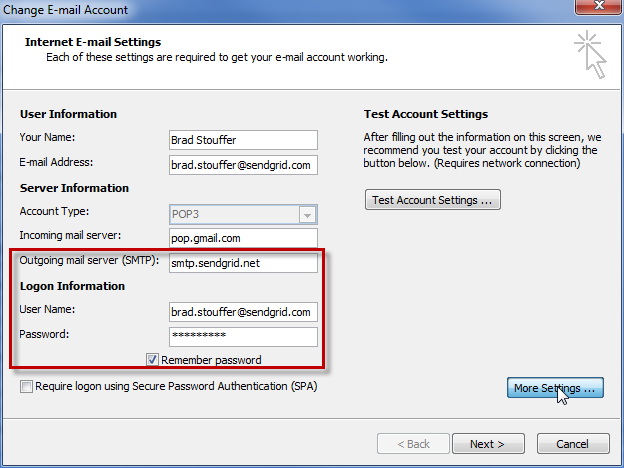 Change E-mail Account
Internet E-mail Settings
Each of these settings are required to get your e-mail account working.
User Information
Your Name: Brad Stouffer
E-mail Address: brad.stouffer@sendgrid.com
Server Information
Account Type: POP3
Incoming mail server: pop.gmail.com
Outgoing mail server (SMTP): smtp.sendgrid.net
Logon Information
User Name: brad.stouffer@sendgrid.com
Password: *********
Remember password
Require logon using Secure Password Authentication (SPA)
Test Account Settings
After filling out the information on this screen, we
recommend you test your account by clicking the
button below. (Requires network connection)
Test Account Settings ...
More Settings ...
< Back Next > Cancel